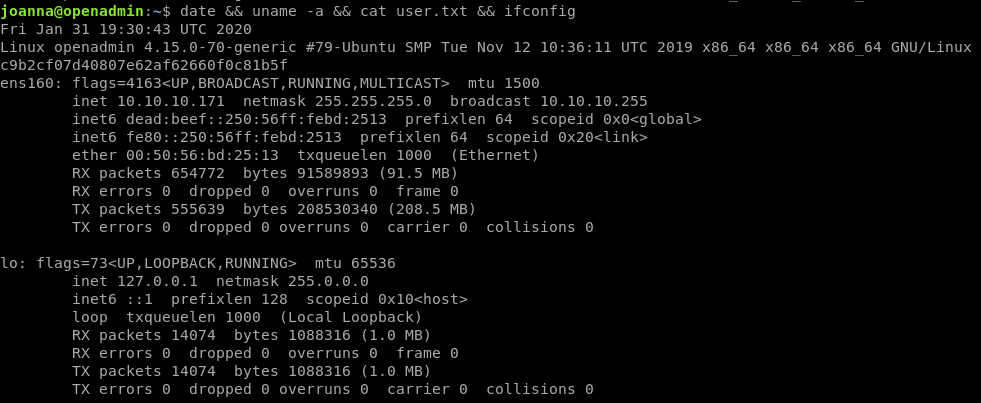 joanna@openadmin:~$ date && uname -a && cat user.txt && ifconfig
Fri Jan 31 19:30:43 UTC 2020
Linux openadmin 4.15.0-70-generic #79-Ubuntu SMP Tue Nov 12 10:36:11 UTC 2019 x86_64 x86_64 x86_64 GNU/Linux
c9b2cf07d40807e62af62660f0c81b5f
ens160: flags=4163<UP,BROADCAST,RUNNING,MULTICAST>  mtu 1500
        inet 10.10.10.171  netmask 255.255.255.0  broadcast 10.10.10.255
        inet6 dead:beef::250:56ff:febd:2513  prefixlen 64  scopeid 0x0<global>
        inet6 fe80::250:56ff:febd:2513  prefixlen 64  scopeid 0x20<link>
        ether 00:50:56:bd:25:13  txqueuelen 1000  (Ethernet)
        RX packets 654772  bytes 91589893 (91.5 MB)
        RX errors 0  dropped 0  overruns 0  frame 0
        TX packets 555639  bytes 208530340 (208.5 MB)
        TX errors 0  dropped 0 overruns 0  carrier 0  collisions 0

lo: flags=73<UP,LOOPBACK,RUNNING>  mtu 65536
        inet 127.0.0.1  netmask 255.0.0.0
        inet6 ::1  prefixlen 128  scopeid 0x10<host>
        loop  txqueuelen 1000  (Local Loopback)
        RX packets 14074  bytes 1088316 (1.0 MB)
        RX errors 0  dropped 0  overruns 0  frame 0
        TX packets 14074  bytes 1088316 (1.0 MB)
        TX errors 0  dropped 0 overruns 0  carrier 0  collisions 0